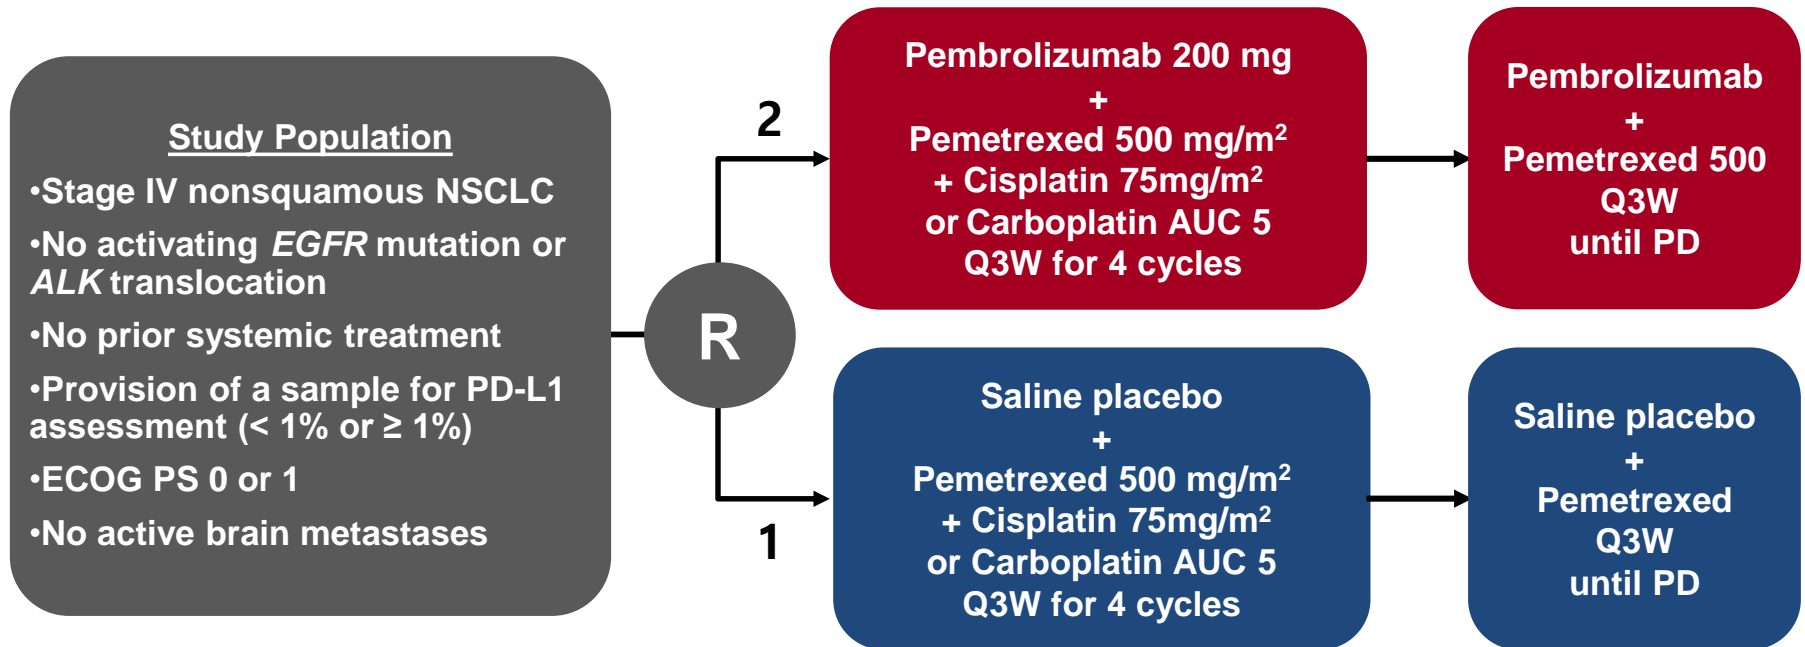 Study Population
•Stage IV nonsquamous NSCLC
•No activating EGFR mutation or
ALK translocation
•No prior systemic treatment
•Provision of a sample for PD-L1
assessment (< 1% or ≥ 1%)
•ECOG PS 0 or 1
•No active brain metastases
R
2
1
Pembrolizumab 200 mg
+
Pemetrexed 500 mg/m²
+ Cisplatin 75mg/m²
or Carboplatin AUC 5
Q3W for 4 cycles
Pembrolizumab
+
Pemetrexed 500
Q3W
until PD
Saline placebo
+
Pemetrexed 500 mg/m²
+ Cisplatin 75mg/m²
or Carboplatin AUC 5
Q3W for 4 cycles
Saline placebo
+
Pemetrexed
Q3W
until PD